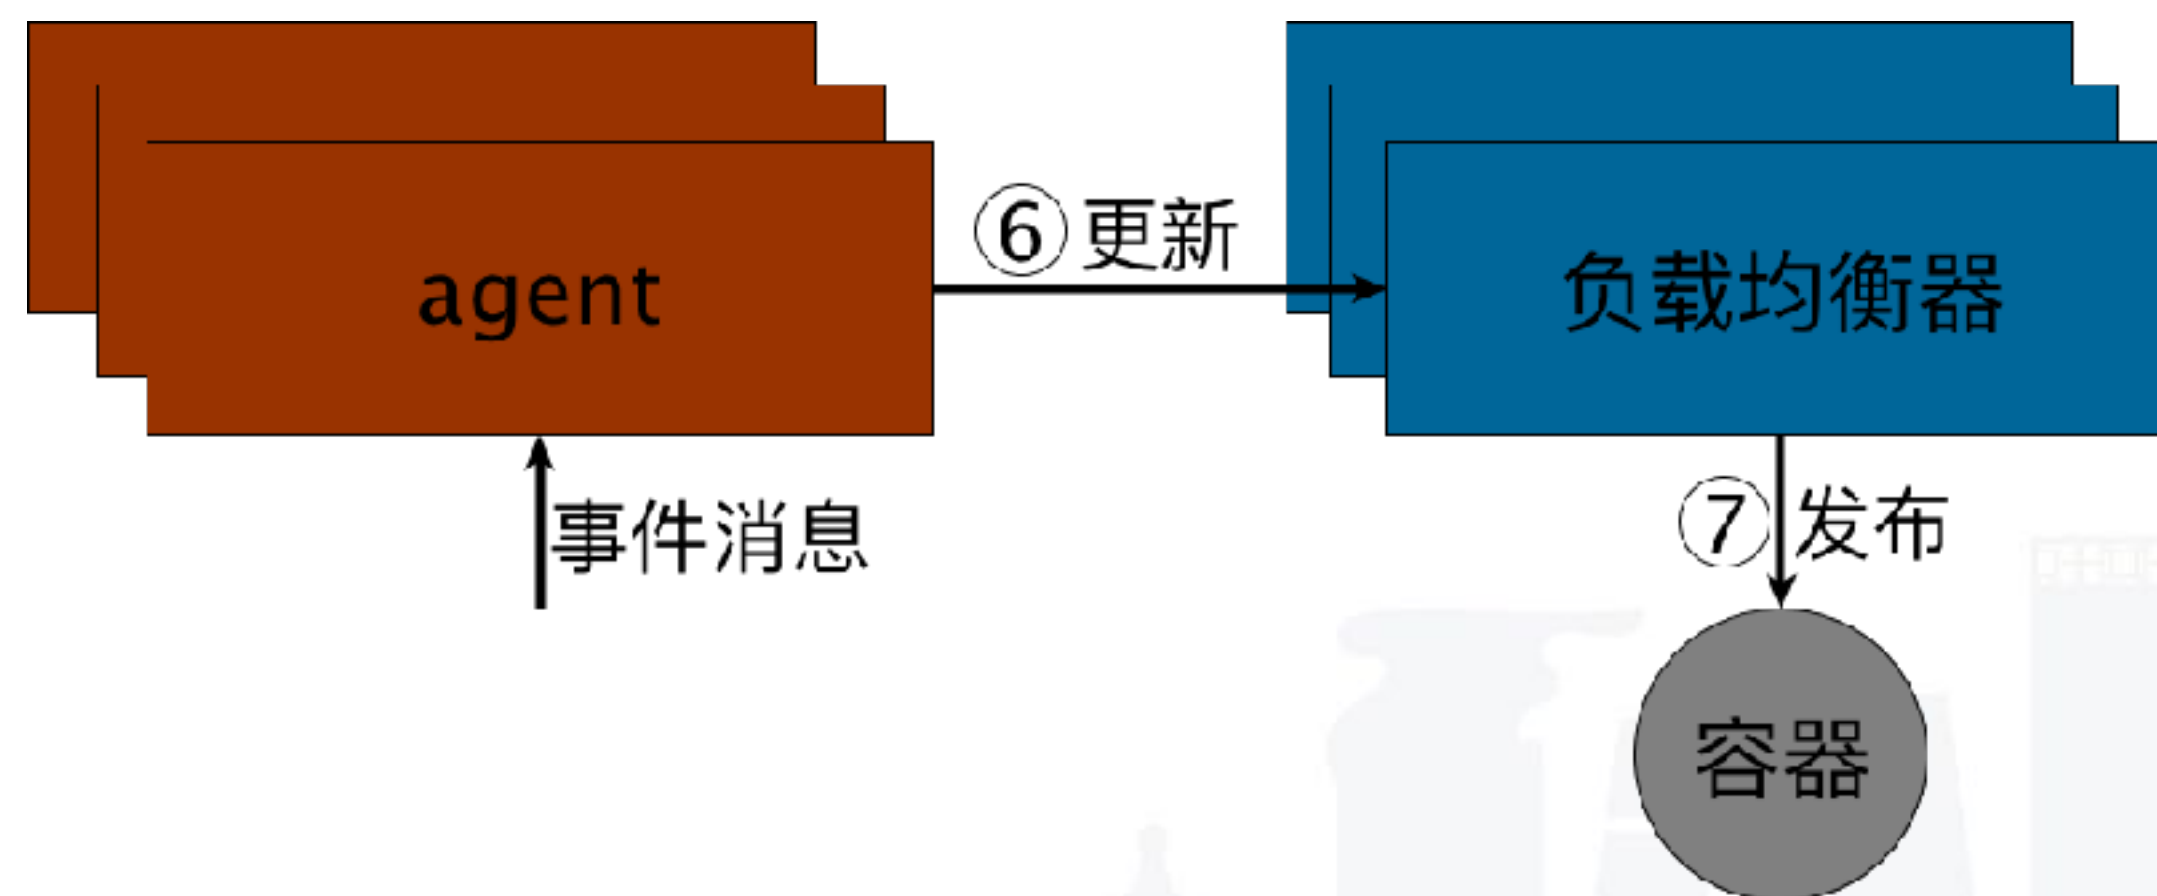 ⑥更新
agent
负载均衡器
事件消息
⑦发布
容器